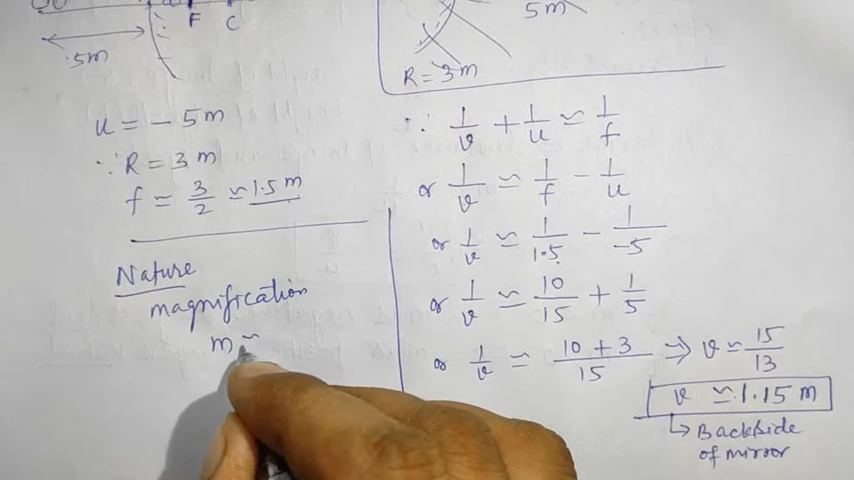 F C
.5m
5m
R = 3m
u = - 5m
∵ R = 3 m
f = 3/2 ≃ 1.5 m
Nature
magnification
m ≃
∵ 1/v + 1/u ≃ 1/f
or 1/v ≃ 1/f - 1/u
or 1/v ≃ 1/1.5 - 1/-5
or 1/v ≃ 10/15 + 1/5
or 1/v ≃ 10 + 3/15 ⇒ v ≃ 15/13
v ≃ 1.15 m
↳ Backside
of mirror